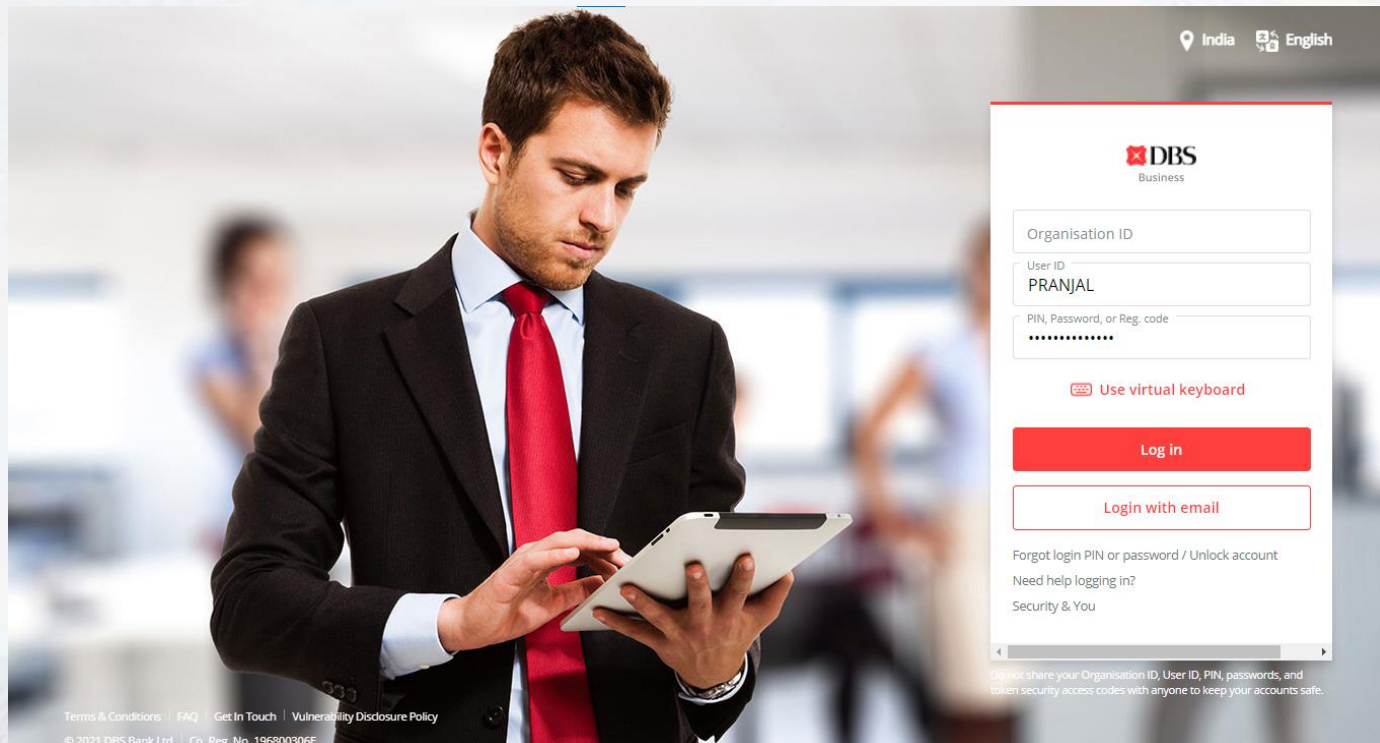 India English
DBS
Business
Organisation ID
User ID
PRANJAL
PIN, Password, or Reg. code
••••••••••••••
Use virtual keyboard
Log in
Login with email
Forgot login PIN or password / Unlock account
Need help logging in?
Security & You
Do not share your Organisation ID, User ID, PIN, passwords, and
token security access codes with anyone to keep your accounts safe.
Terms & Conditions | FAQ | Get In Touch | Vulnerability Disclosure Policy
© 2021 DBS Bank Ltd | Co. Reg. No. 196800306E